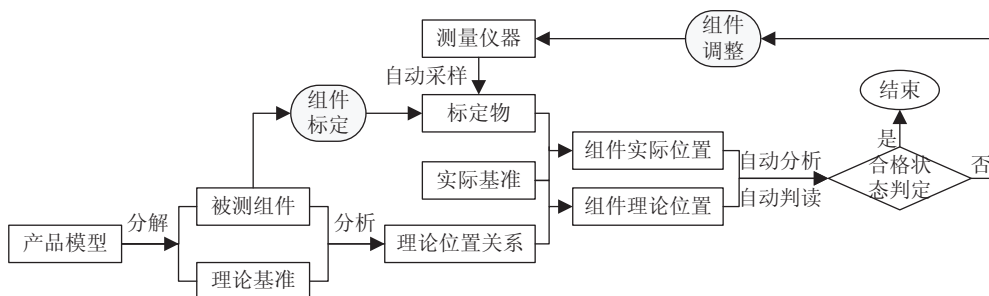 测量仪器
组件
调整
自动采样
组件
标定
标定物
结束
是
组件实际位置
自动分析
合格状
态判定
否
实际基准
自动判读
被测组件
组件理论位置
分解
分析
产品模型
理论位置关系
理论基准